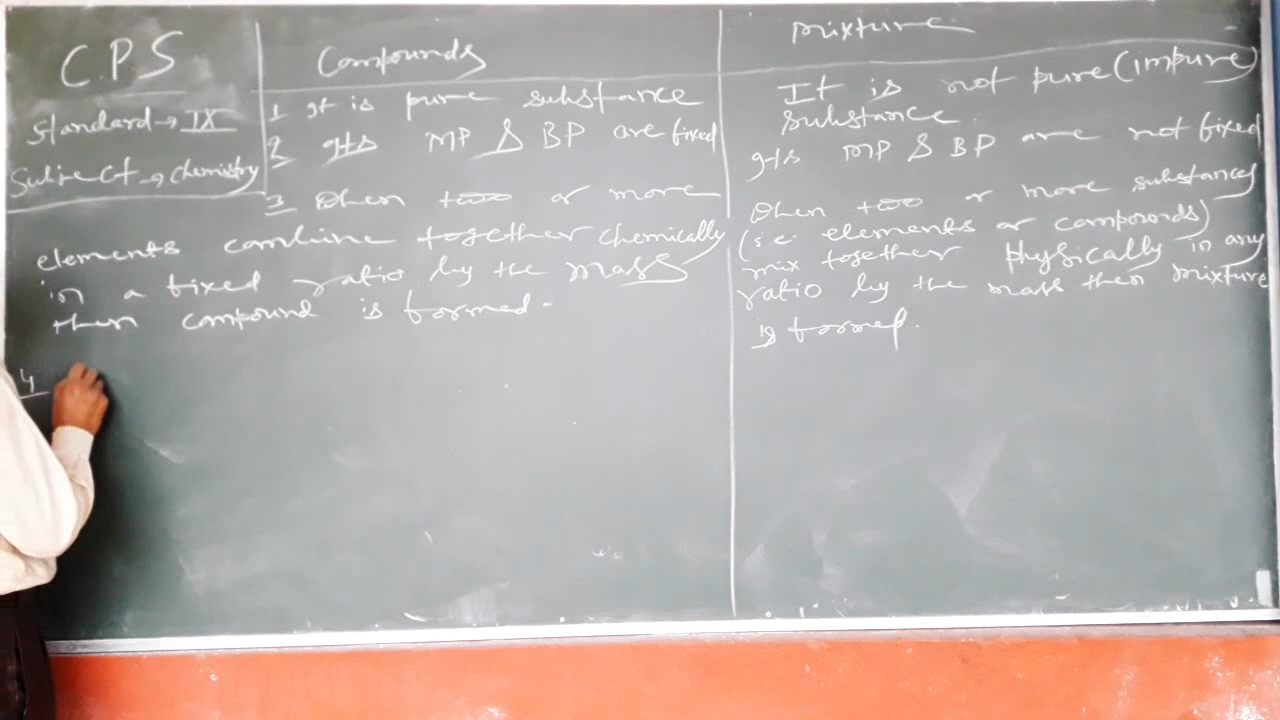 C.P.S
Standard → IX
Subject → chemistry
Compounds
1 It is pure substance
2 Its MP & BP are fixed
3 When two or more
elements combine together chemically
in a fixed ratio by the mass
then compound is formed.
4
Mixture
It is not pure (impure)
substance.
Its MP & BP are not fixed
When two or more substances
(i.e. elements or compounds)
mix together physically in any
ratio by the mass then mixture
is formed.